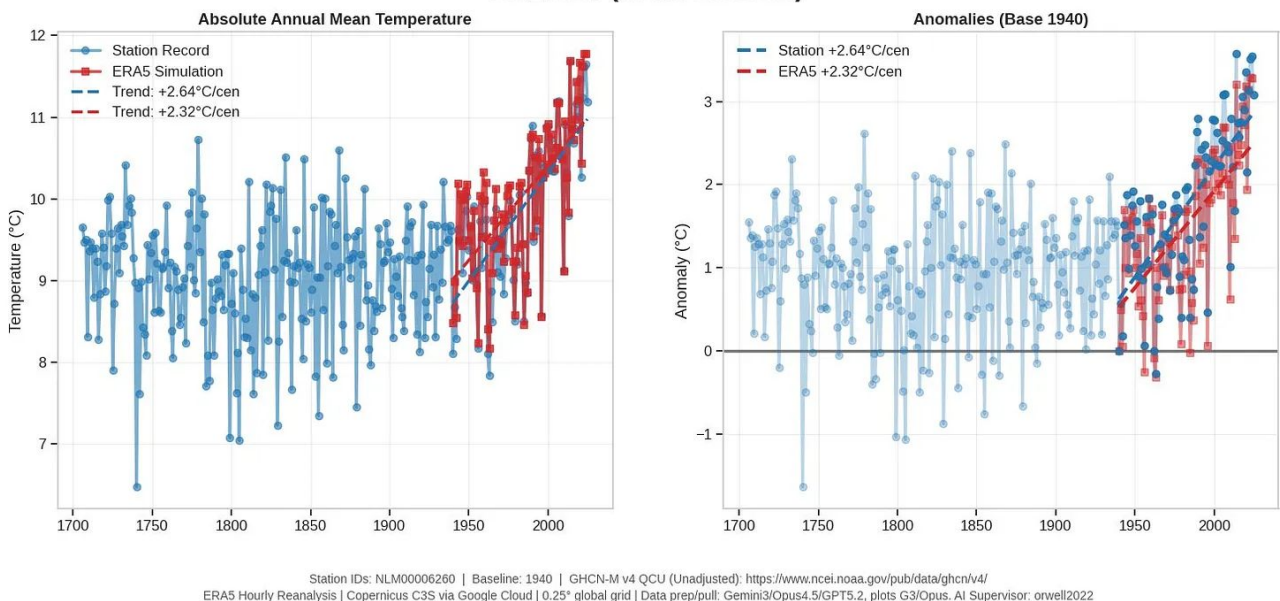 Absolute Annual Mean Temperature
Station Record
ERA5 Simulation
Trend: +2.64°C/cen
Trend: +2.32°C/cen
Temperature (°C)
12
11
10
9
8
7
1700 1750 1800 1850 1900 1950 2000
Anomalies (Base 1940)
Station +2.64°C/cen
ERA5 +2.32°C/cen
Anomaly (°C)
3
2
1
0
−1
1700 1750 1800 1850 1900 1950 2000
Station IDs: NLM00006260 | Baseline: 1940 | GHCN-M v4 QCU (Unadjusted): https://www.ncei.noaa.gov/pub/data/ghcn/v4/
ERA5 Hourly Reanalysis | Copernicus C3S via Google Cloud | 0.25° global grid | Data prep/pull: Gemini3/Opus4.5/GPT5.2, plots G3/Opus. AI Supervisor: orwell2022